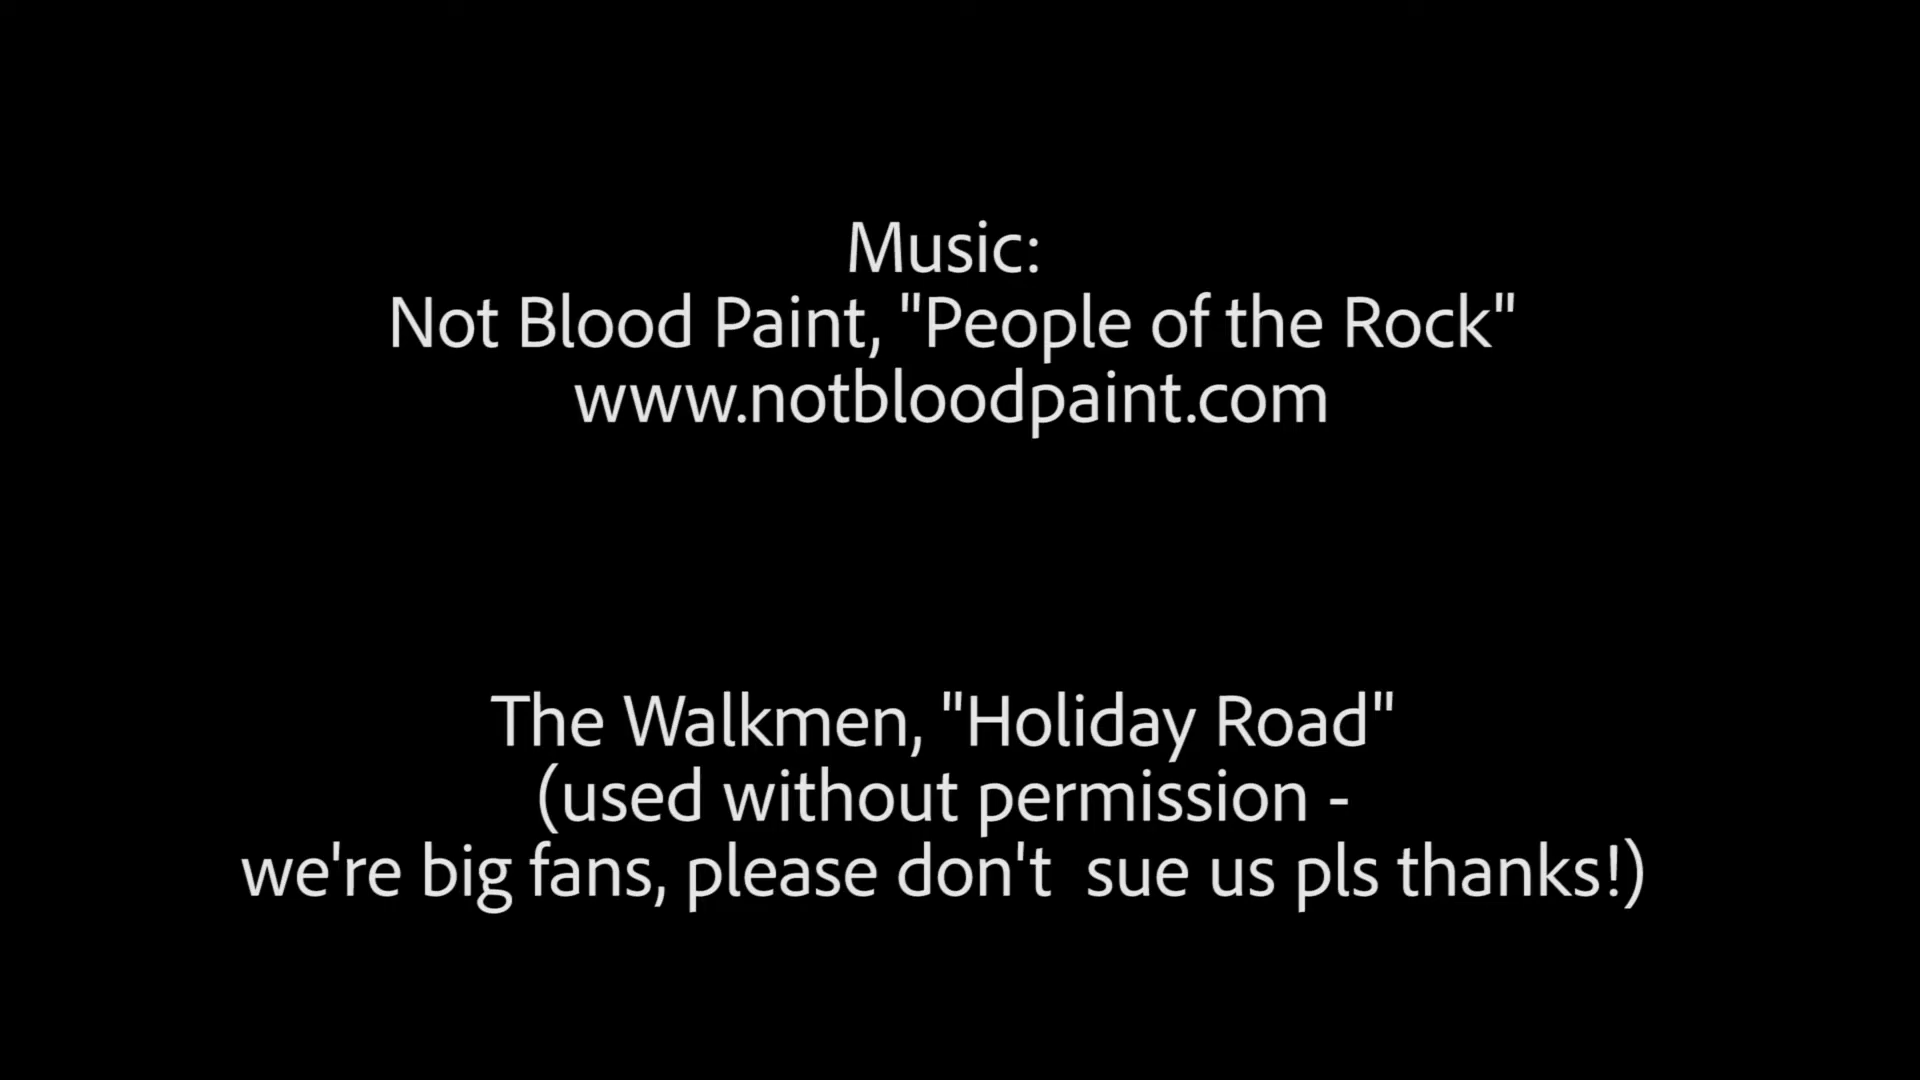 Music:
Not Blood Paint, "People of the Rock"
www.notbloodpaint.com
The Walkmen, "Holiday Road"
(used without permission -
we're big fans, please don't  sue us pls thanks!)